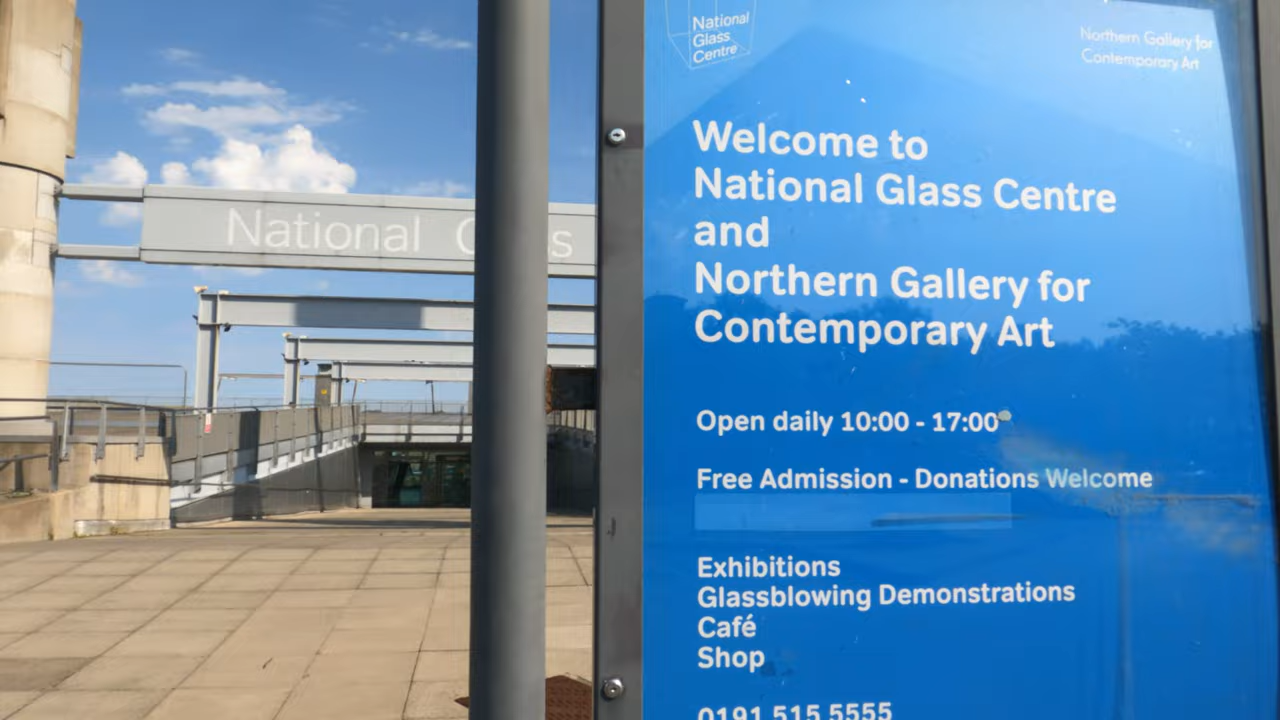 National
Glass
Centre
Northern Gallery for
Contemporary Art
Welcome to
National Glass Centre
and
Northern Gallery for
Contemporary Art
Open daily 10:00 - 17:00
Free Admission - Donations Welcome
Exhibitions
Glassblowing Demonstrations
Café
Shop
0191 515 5555
National